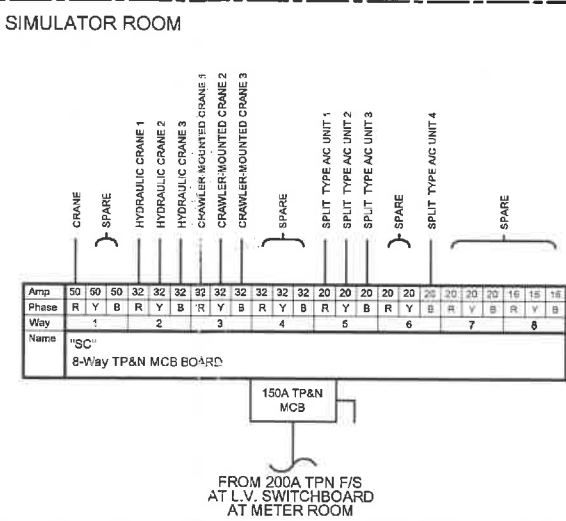 SIMULATOR ROOM
CRANE
SPARE
HYDRAULIC CRANE 1
HYDRAULIC CRANE 2
HYDRAULIC CRANE 3
CRAWLER-MOUNTED CRANE 1
CRAWLER-MOUNTED CRANE 2
CRAWLER-MOUNTED CRANE 3
SPARE
SPLIT TYPE A/C UNIT 1
SPLIT TYPE A/C UNIT 2
SPLIT TYPE A/C UNIT 3
SPARE
SPLIT TYPE A/C UNIT 4
SPARE
Amp 50 50 50 32 32 32 32 32 32 32 32 32 20 20 20 20 20 20 20 20 20 16 16 16
Phase R Y B R Y B R Y B R Y B R Y B R Y B R Y B R Y B
Way 1 2 3 4 5 6 7 8
Name "SC"
8-Way TP&N MCB BOARD
150A TP&N
MCB
FROM 200A TPN F/S
AT L.V. SWITCHBOARD
AT METER ROOM